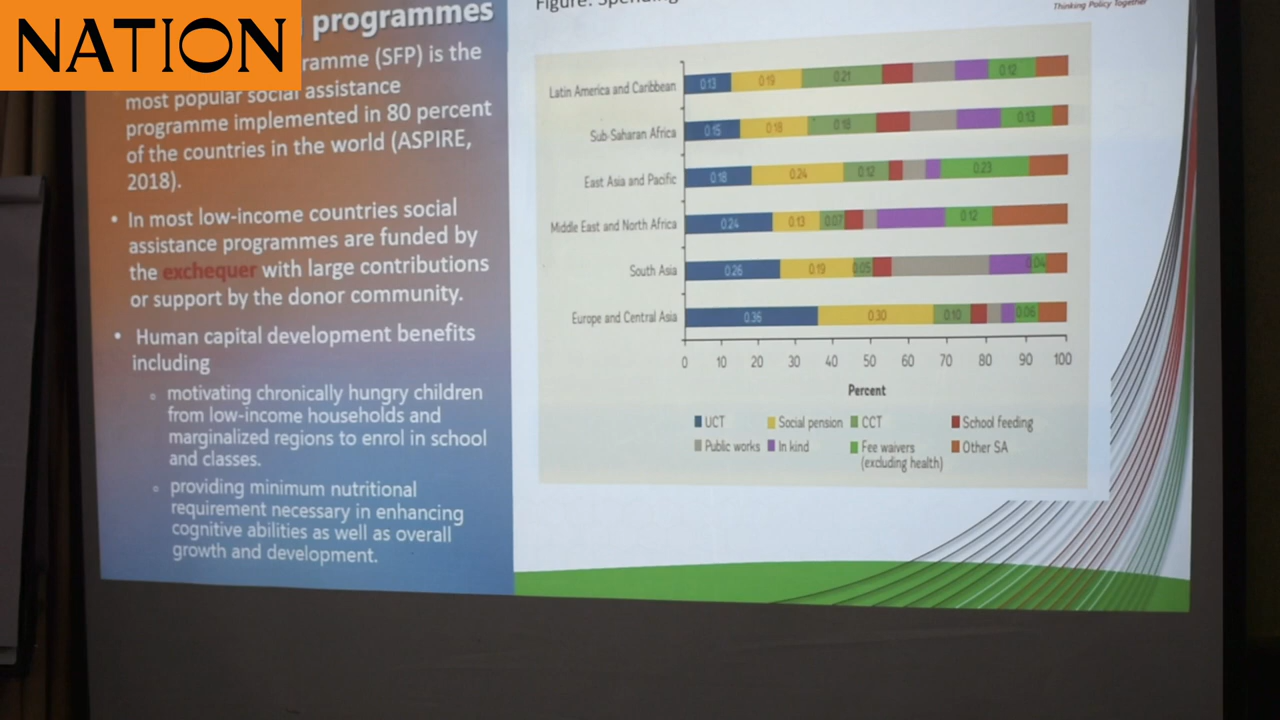 NATION
programmes
ramme (SFP) is the
most popular social assistance
programme implemented in 80 percent
of the countries in the world (ASPIRE,
2018).
• In most low-income countries social
assistance programmes are funded by
the exchequer with large contributions
or support by the donor community.
• Human capital development benefits
including
◦ motivating chronically hungry children
from low-income households and
marginalized regions to enrol in school
and classes.
◦ providing minimum nutritional
requirement necessary in enhancing
cognitive abilities as well as overall
growth and development.
Figure: Spending
Thinking Policy Together
Latin America and Caribbean 0.13 0.19 0.21 0.12
Sub-Saharan Africa 0.15 0.18 0.18 0.13
East Asia and Pacific 0.18 0.24 0.12 0.23
Middle East and North Africa 0.24 0.13 0.07 0.12
South Asia 0.26 0.19 0.05 0.04
Europe and Central Asia 0.36 0.30 0.10 0.06
0 10 20 30 40 50 60 70 80 90 100
Percent
UCT Social pension CCT School feeding
Public works In kind Fee waivers Other SA
(excluding health)